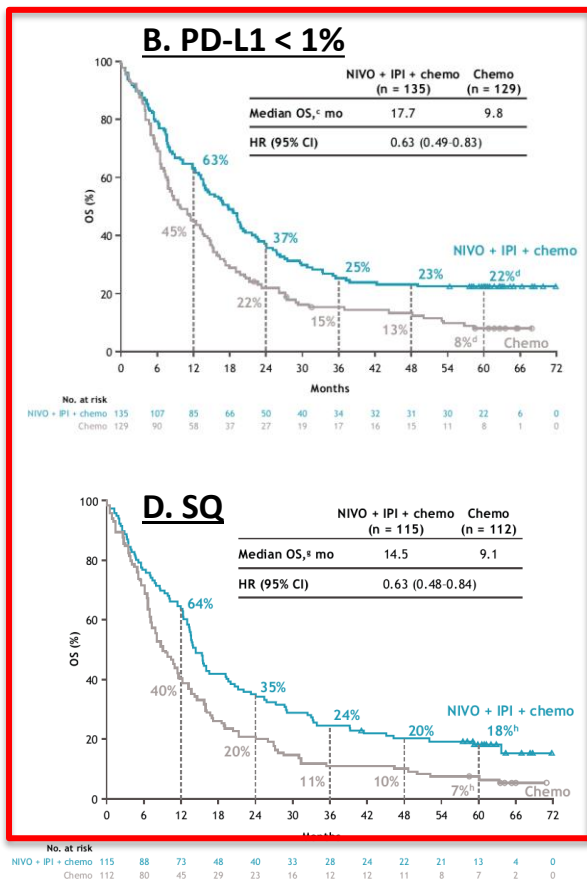 B. PD-L1 < 1%
NIVO + IPI + chemo Chemo
(n = 135) (n = 129)
Median OS,ᶜ mo 17.7 9.8
HR (95% CI) 0.63 (0.49-0.83)
100
80
60
40
20
0
OS (%)
63%
37%
25%
23%
22%ᵈ
NIVO + IPI + chemo
45%
22%
15%
13%
8%ᵈ
Chemo
0 6 12 18 24 30 36 42 48 54 60 66 72
Months
No. at risk
NIVO + IPI + chemo 135 107 85 66 50 40 34 32 31 30 22 6 0
Chemo 129 90 58 37 27 19 17 16 15 11 8 1 0
D. SQ
NIVO + IPI + chemo Chemo
(n = 115) (n = 112)
Median OS,ᵍ mo 14.5 9.1
HR (95% CI) 0.63 (0.48-0.84)
100
80
60
40
20
0
OS (%)
64%
35%
24%
20%
18%ʰ
NIVO + IPI + chemo
40%
20%
11%
10%
7%ʰ
Chemo
0 6 12 18 24 30 36 42 48 54 60 66 72
Months
No. at risk
NIVO + IPI + chemo 115 88 73 48 40 33 28 24 22 21 13 4 0
Chemo 112 80 45 29 23 16 12 12 11 8 7 2 0